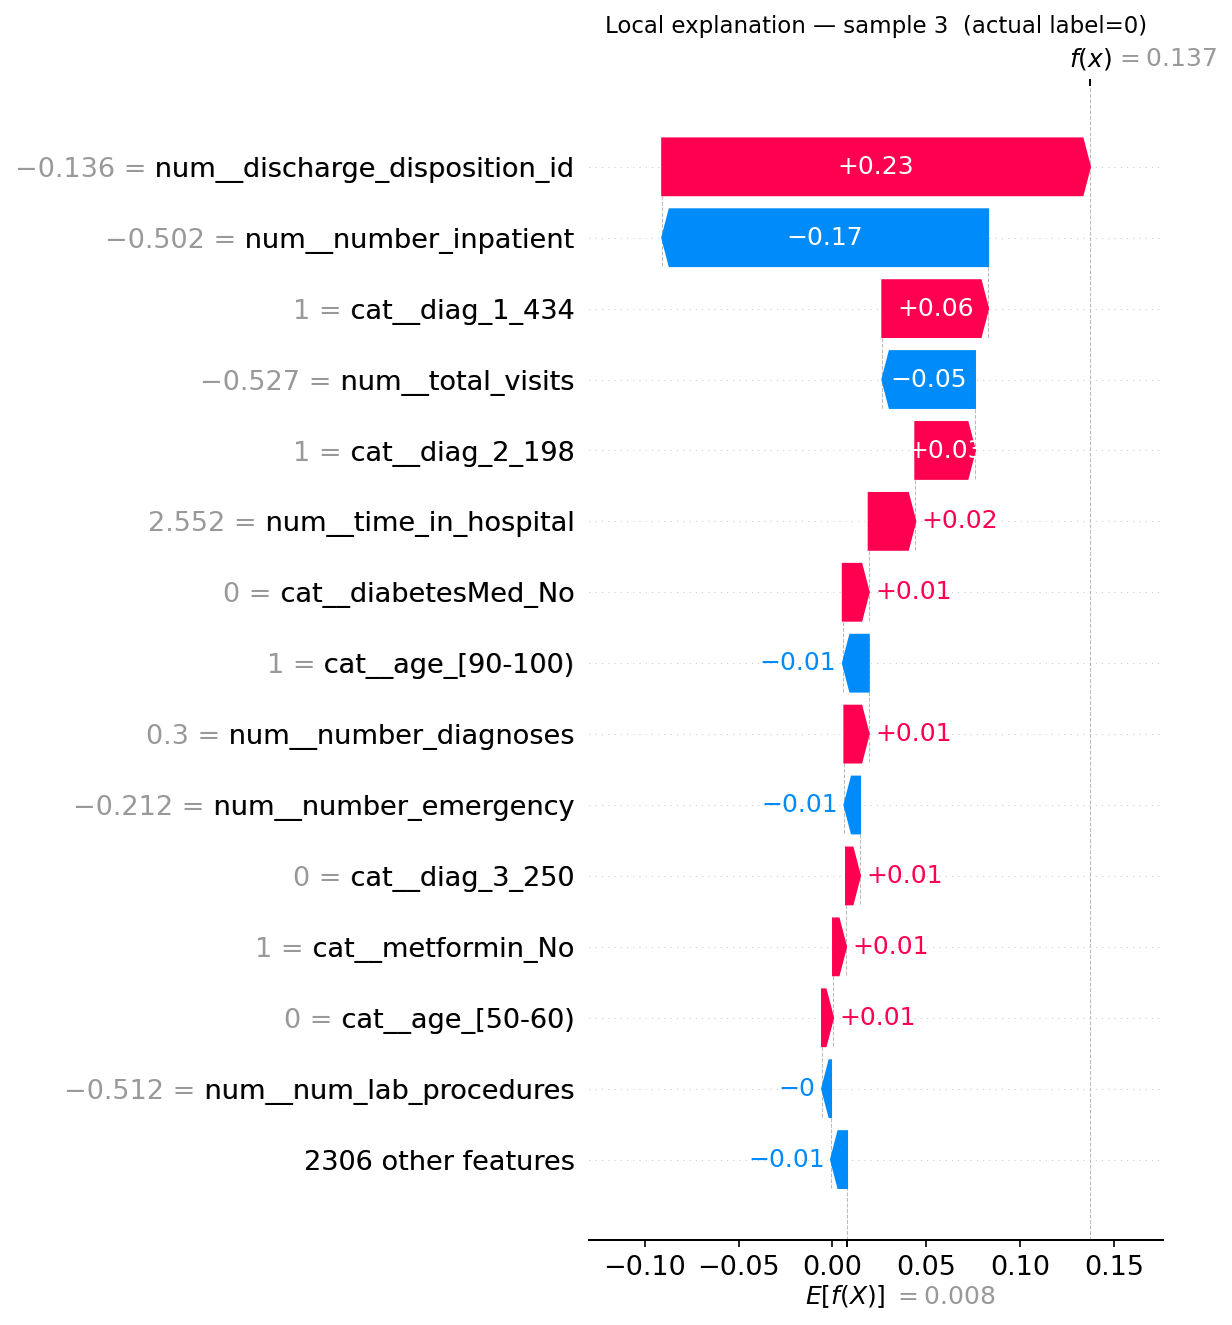 Local explanation — sample 3  (actual label=0)
f(x) = 0.137
−0.136 = num__discharge_disposition_id +0.23
−0.502 = num__number_inpatient −0.17
1 = cat__diag_1_434 +0.06
−0.527 = num__total_visits −0.05
1 = cat__diag_2_198 +0.03
2.552 = num__time_in_hospital +0.02
0 = cat__diabetesMed_No +0.01
1 = cat__age_[90-100) −0.01
0.3 = num__number_diagnoses +0.01
−0.212 = num__number_emergency −0.01
0 = cat__diag_3_250 +0.01
1 = cat__metformin_No +0.01
0 = cat__age_[50-60) +0.01
−0.512 = num__num_lab_procedures −0
2306 other features −0.01
−0.10 −0.05 0.00 0.05 0.10 0.15
E[f(X)] = 0.008